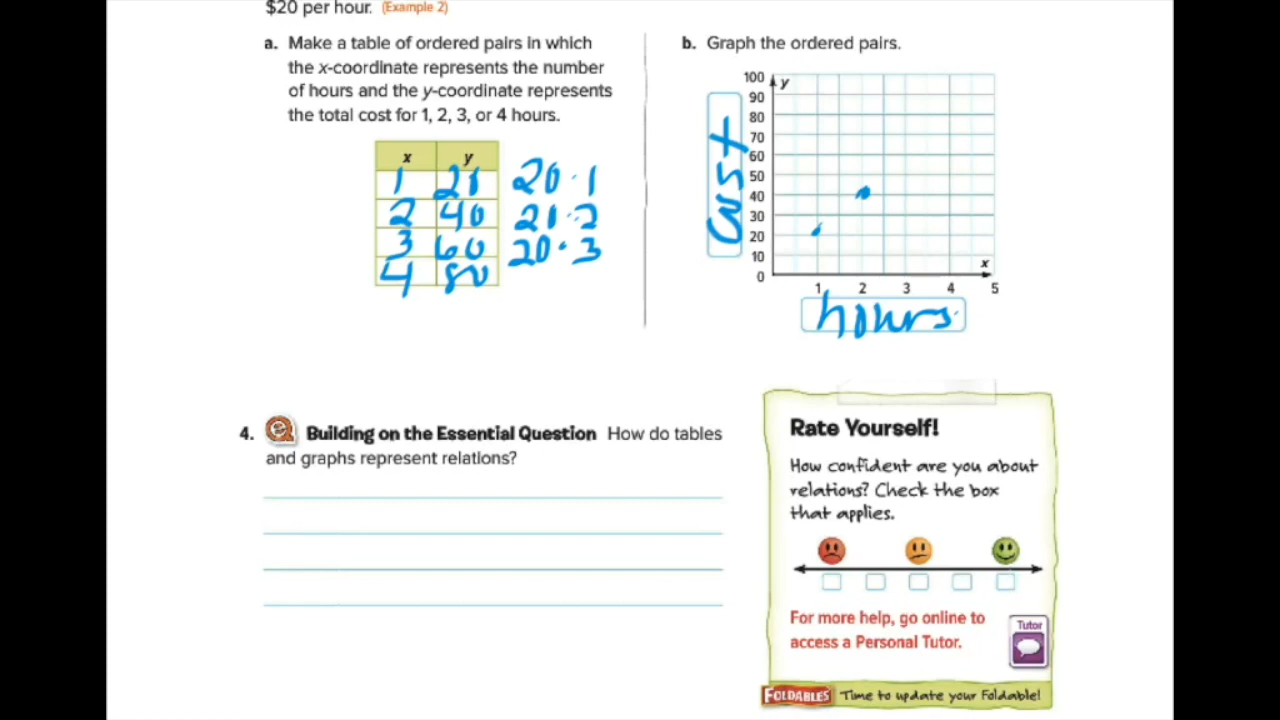 $20 per hour. (Example 2)
a. Make a table of ordered pairs in which
the x-coordinate represents the number
of hours and the y-coordinate represents
the total cost for 1, 2, 3, or 4 hours.
x y
1 20 20 · 1
2 40 20 · 2
3 60 20 · 3
4 80
b. Graph the ordered pairs.
100 y
90
80
70
60
50
40
30
20
10
0
cost
x
1 2 3 4 5
hours
4. Building on the Essential Question How do tables
and graphs represent relations?
Rate Yourself!
How confident are you about
relations? Check the box
that applies.
For more help, go online to
access a Personal Tutor.
Tutor
FOLDABLES Time to update your Foldable!